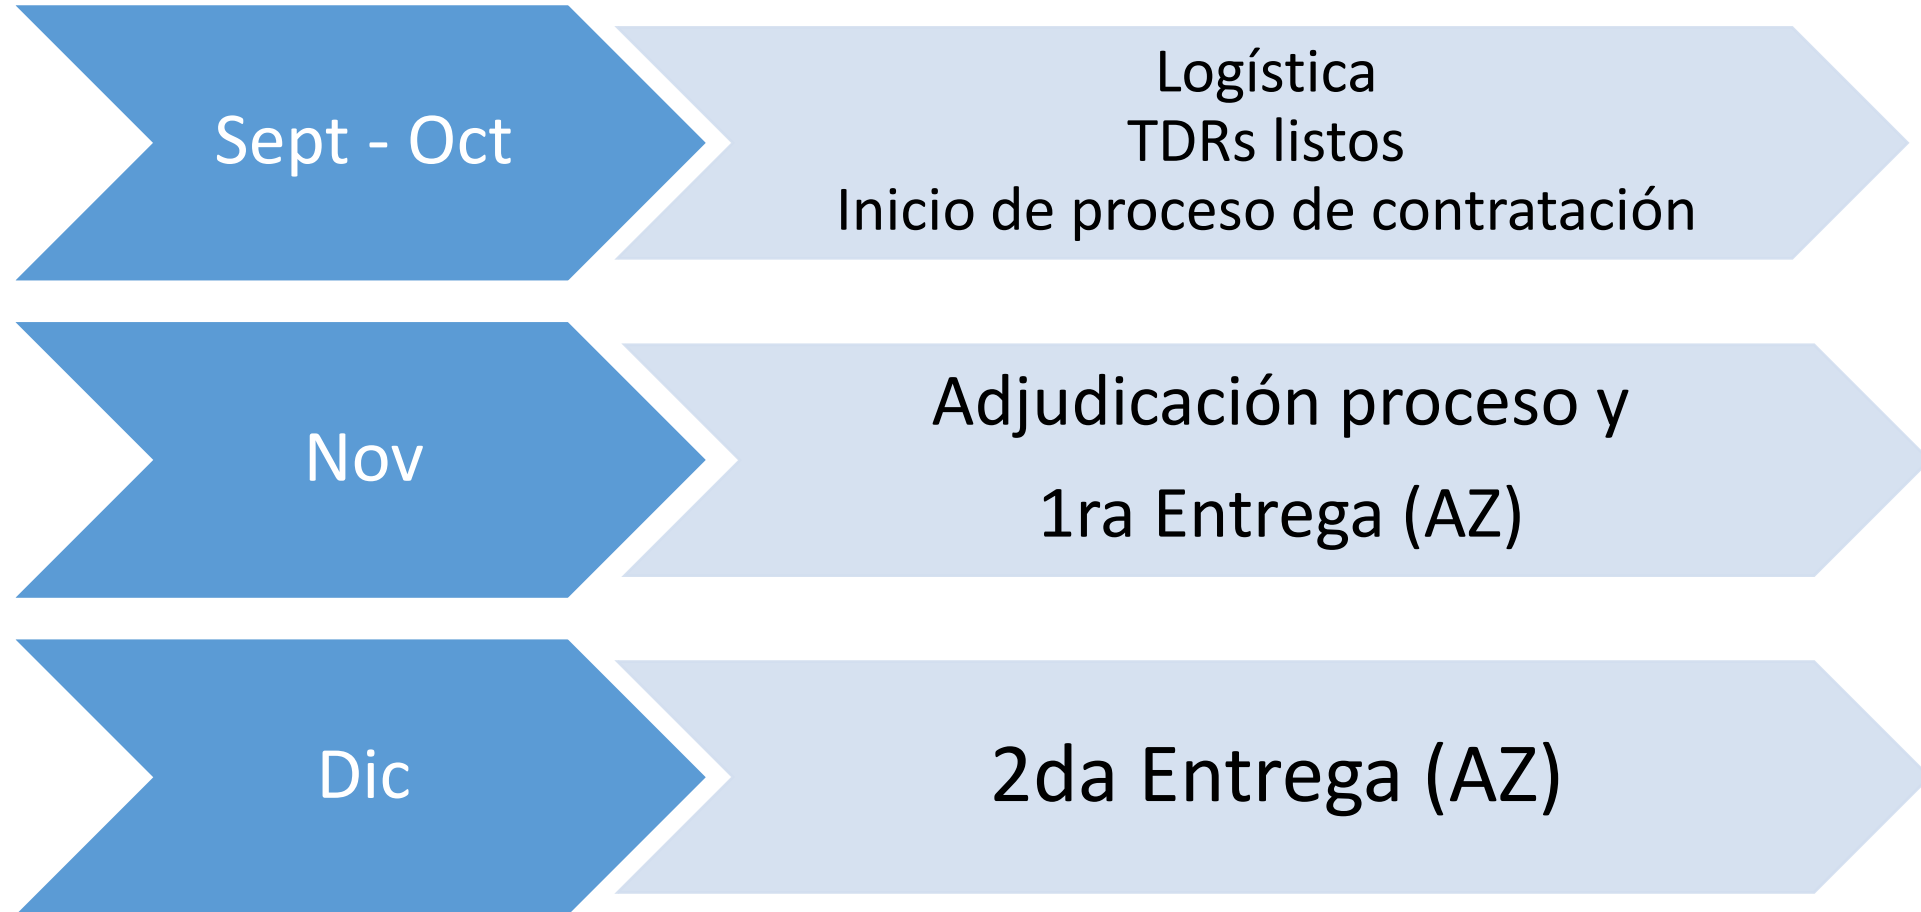 Sept - Oct
Logística
TDRs listos
Inicio de proceso de contratación
Nov
Adjudicación proceso y
1ra Entrega (AZ)
Dic
2da Entrega (AZ)